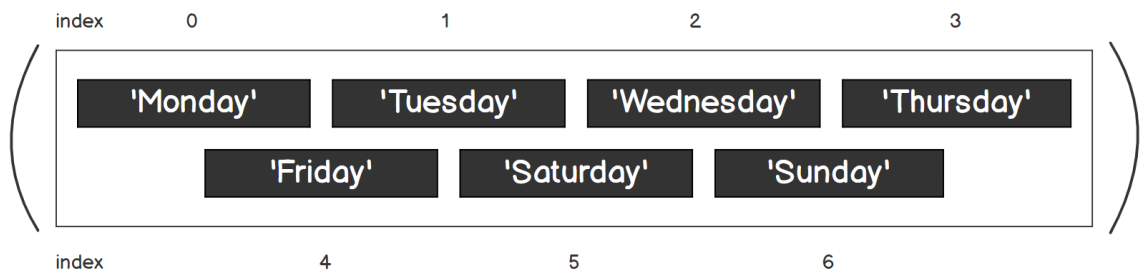 index 0 1 2 3
'Monday' 'Tuesday' 'Wednesday' 'Thursday'
'Friday' 'Saturday' 'Sunday'
index 4 5 6